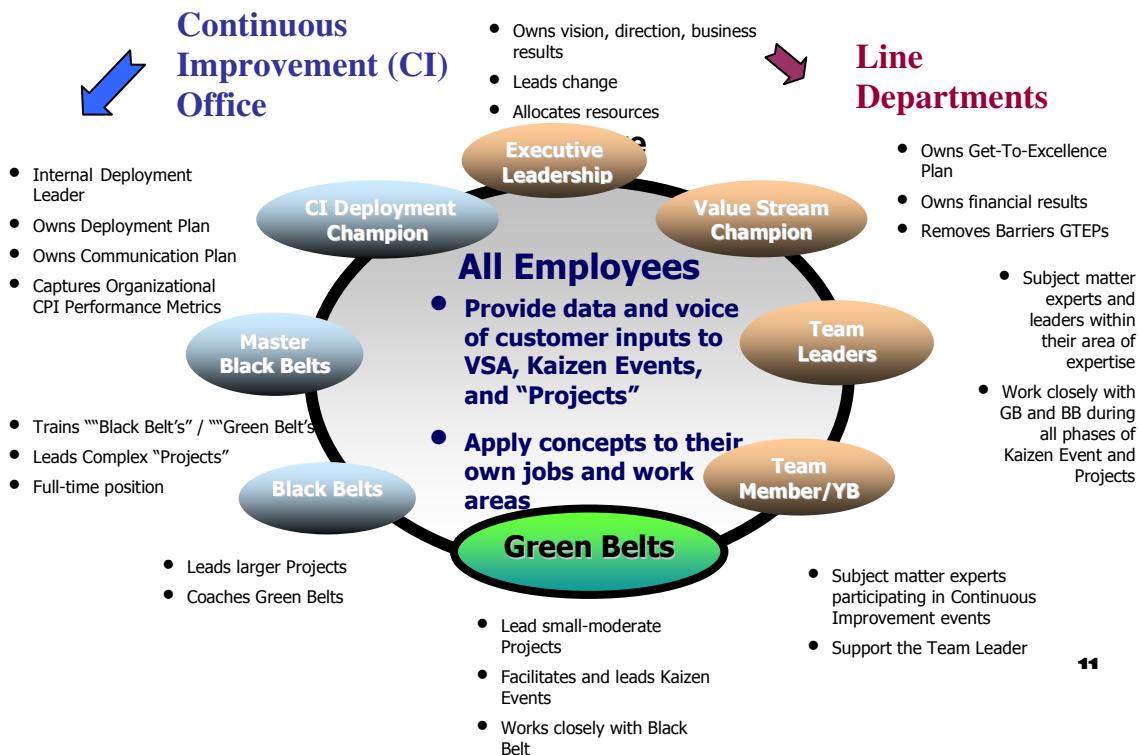 Continuous
Improvement (CI)
Office
• Owns vision, direction, business
results
• Leads change
• Allocates resources
Line
Departments
Executive
Leadership
• Internal Deployment
Leader
• Owns Deployment Plan
• Owns Communication Plan
• Captures Organizational
CPI Performance Metrics
CI Deployment
Champion
Value Stream
Champion
• Owns Get-To-Excellence
Plan
• Owns financial results
• Removes Barriers GTEPs
All Employees
• Provide data and voice
of customer inputs to
VSA, Kaizen Events,
and “Projects”
• Apply concepts to their
own jobs and work
areas
Master
Black Belts
Team
Leaders
• Subject matter
experts and
leaders within
their area of
expertise
• Work closely with
GB and BB during
all phases of
Kaizen Event and
Projects
• Trains ““Black Belt’s” / ““Green Belt’s
• Leads Complex “Projects”
• Full-time position
Black Belts
Team
Member/YB
Green Belts
• Leads larger Projects
• Coaches Green Belts
• Lead small-moderate
Projects
• Facilitates and leads Kaizen
Events
• Works closely with Black
Belt
• Subject matter experts
participating in Continuous
Improvement events
• Support the Team Leader
11